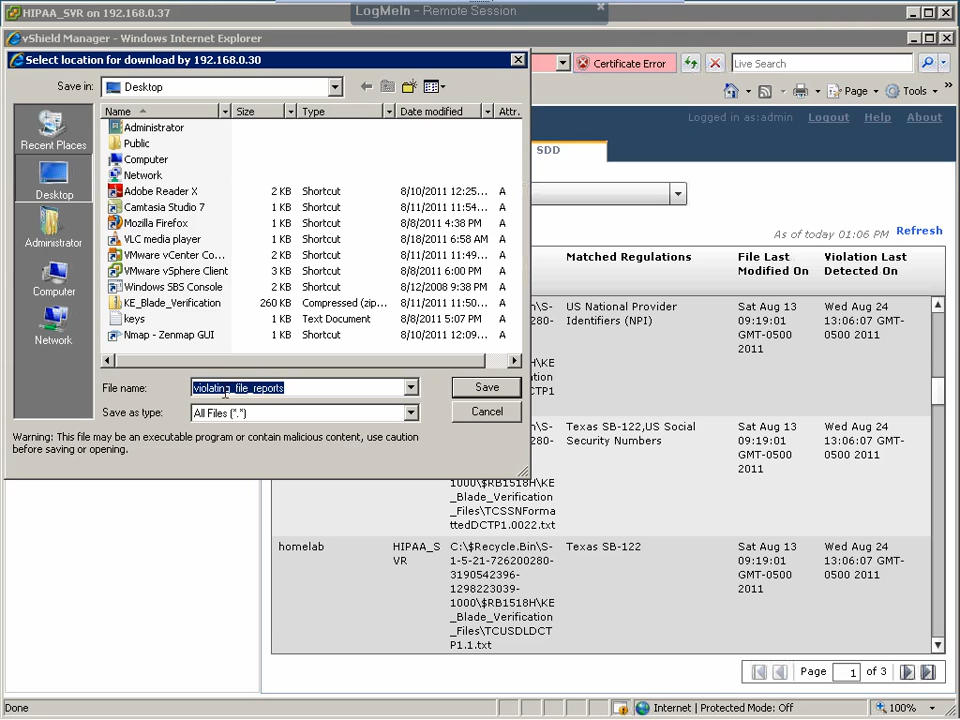 HIPAA_SVR on 192.168.0.37
LogMeIn - Remote Session
vShield Manager - Windows Internet Explorer
Select location for download by 192.168.0.30
Certificate Error
Live Search
Page
Tools
Save in:
Desktop
Logged in as:admin
Logout
Help
About
SDD
Name
Size
Type
Date modified
Attr.
Recent Places
Desktop
Administrator
Computer
Network
Administrator
Public
Computer
Network
Adobe Reader X 2 KB Shortcut 8/10/2011 12:25... A
Camtasia Studio 7 1 KB Shortcut 8/11/2011 11:54... A
Mozilla Firefox 1 KB Shortcut 8/8/2011 4:38 PM A
VLC media player 1 KB Shortcut 8/18/2011 6:58 AM A
VMware vCenter Co... 2 KB Shortcut 8/11/2011 11:49... A
VMware vSphere Client 3 KB Shortcut 8/8/2011 6:00 PM A
Windows SBS Console 2 KB Shortcut 8/12/2008 9:38 PM A
KE_Blade_Verification 260 KB Compressed (zip... 8/11/2011 11:50... A
keys 1 KB Text Document 8/8/2011 5:07 PM A
Nmap - Zenmap GUI 1 KB Shortcut 8/10/2011 12:09... A
File name:
violating_file_reports
Save
Save as type:
All Files (*.*)
Cancel
Warning: This file may be an executable program or contain malicious content, use caution
before saving or opening.
As of today 01:06 PM
Refresh
Matched Regulations
File Last
Modified On
Violation Last
Detected On
US National Provider
Identifiers (NPI)
Sat Aug 13
09:19:01
GMT-0500
2011
Wed Aug 24
13:06:07 GMT-
0500 2011
Texas SB-122,US Social
Security Numbers
Sat Aug 13
09:19:01
GMT-0500
2011
Wed Aug 24
13:06:07 GMT-
0500 2011
1000\$RB1518H\KE
_Blade_Verification
_Files\TCSSNForma
ttedDCTP1.0022.txt
homelab
HIPAA_S
VR
C:\$Recycle.Bin\S-
1-5-21-726200280-
3190542396-
1298223039-
1000\$RB1518H\KE
_Blade_Verification
_Files\TCUSDLDCT
P1.1.txt
Texas SB-122
Sat Aug 13
09:19:01
GMT-0500
2011
Wed Aug 24
13:06:07 GMT-
0500 2011
Page 1 of 3
Done
Internet | Protected Mode: Off
100%